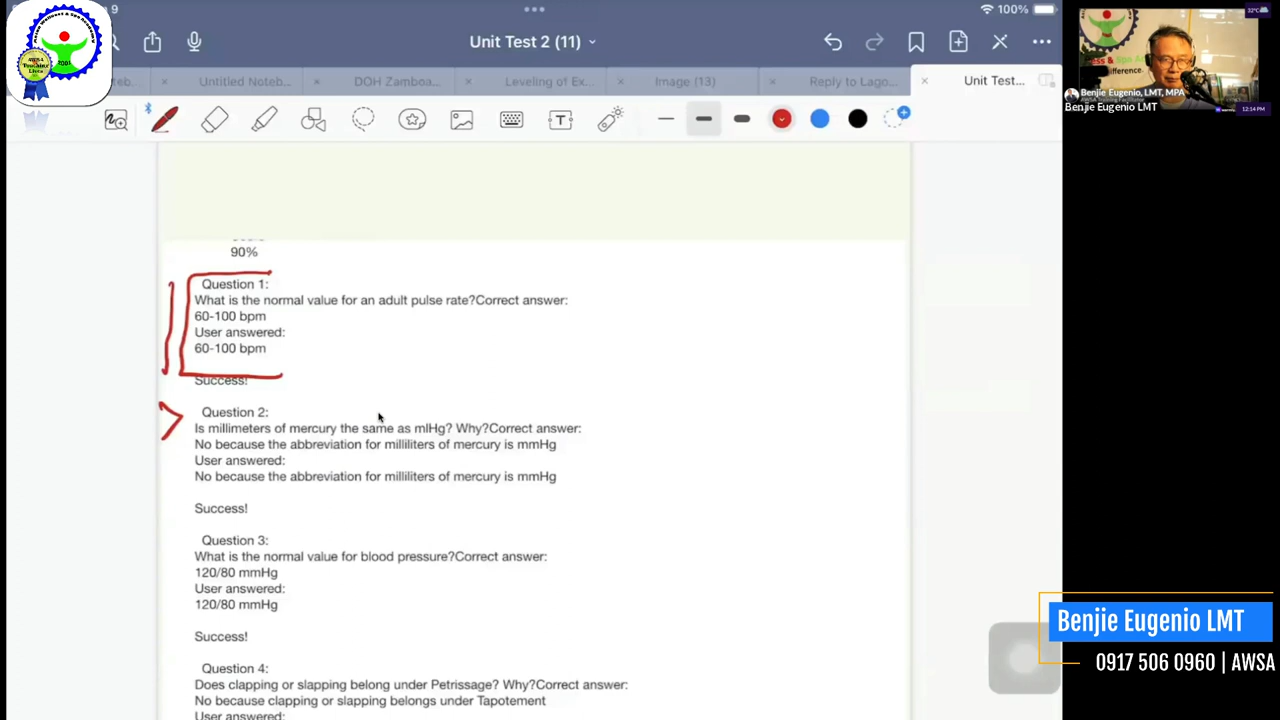 9
100%
Unit Test 2 (11)
Untitled Noteb...
DOH Zamboa...
Leveling of Ex...
Image (13)
Reply to Lago...
Unit Test...
T
32°C
Benjie Eugenio, LMT, MPA
Benjie Eugenio LMT
12:14 PM
90%
Question 1:
What is the normal value for an adult pulse rate?Correct answer:
60-100 bpm
User answered:
60-100 bpm
Success!
Question 2:
Is millimeters of mercury the same as mlHg? Why?Correct answer:
No because the abbreviation for milliliters of mercury is mmHg
User answered:
No because the abbreviation for milliliters of mercury is mmHg
Success!
Question 3:
What is the normal value for blood pressure?Correct answer:
120/80 mmHg
User answered:
120/80 mmHg
Success!
Question 4:
Does clapping or slapping belong under Petrissage? Why?Correct answer:
No because clapping or slapping belongs under Tapotement
User answered:
Benjie Eugenio LMT
0917 506 0960 | AWSA